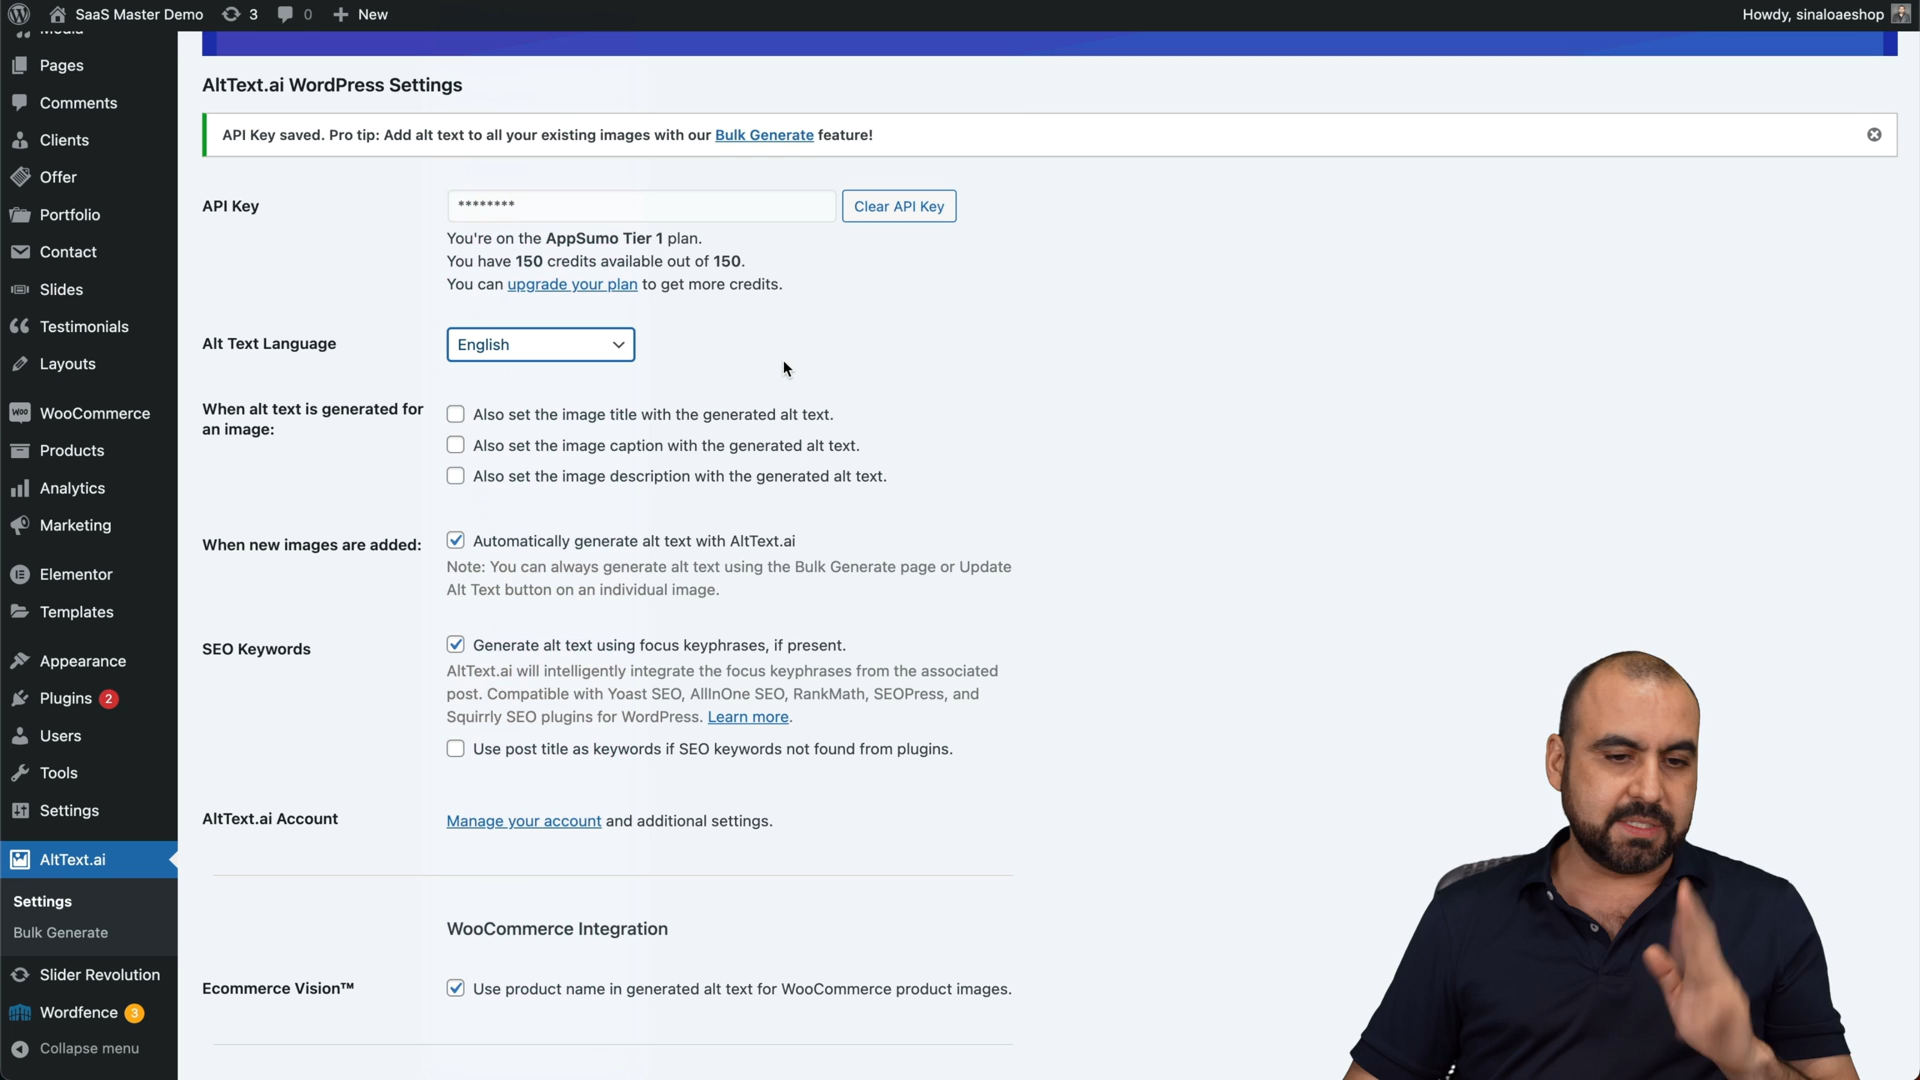 SaaS Master Demo 3 0 New Howdy, sinaloaeshop
Pages
Comments
Clients
Offer
Portfolio
Contact
Slides
Testimonials
Layouts
WooCommerce
Products
Analytics
Marketing
Elementor
Templates
Appearance
Plugins 2
Users
Tools
Settings
AltText.ai
Settings
Bulk Generate
Slider Revolution
Wordfence 3
Collapse menu
AltText.ai WordPress Settings
API Key saved. Pro tip: Add alt text to all your existing images with our Bulk Generate feature!
API Key ******** Clear API Key
You're on the AppSumo Tier 1 plan.
You have 150 credits available out of 150.
You can upgrade your plan to get more credits.
Alt Text Language English
When alt text is generated for
an image:
Also set the image title with the generated alt text.
Also set the image caption with the generated alt text.
Also set the image description with the generated alt text.
When new images are added: Automatically generate alt text with AltText.ai
Note: You can always generate alt text using the Bulk Generate page or Update
Alt Text button on an individual image.
SEO Keywords Generate alt text using focus keyphrases, if present.
AltText.ai will intelligently integrate the focus keyphrases from the associated
post. Compatible with Yoast SEO, AllInOne SEO, RankMath, SEOPress, and
Squirrly SEO plugins for WordPress. Learn more.
Use post title as keywords if SEO keywords not found from plugins.
AltText.ai Account Manage your account and additional settings.
WooCommerce Integration
Ecommerce Vision™ Use product name in generated alt text for WooCommerce product images.